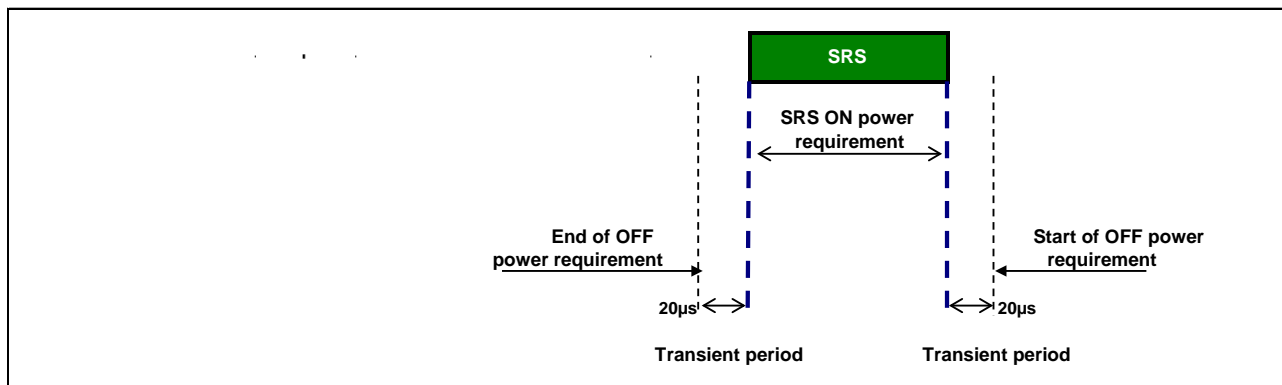 SRS
SRS ON power
requirement
End of OFF
power requirement
Start of OFF power
requirement
20µs
20µs
Transient period
Transient period